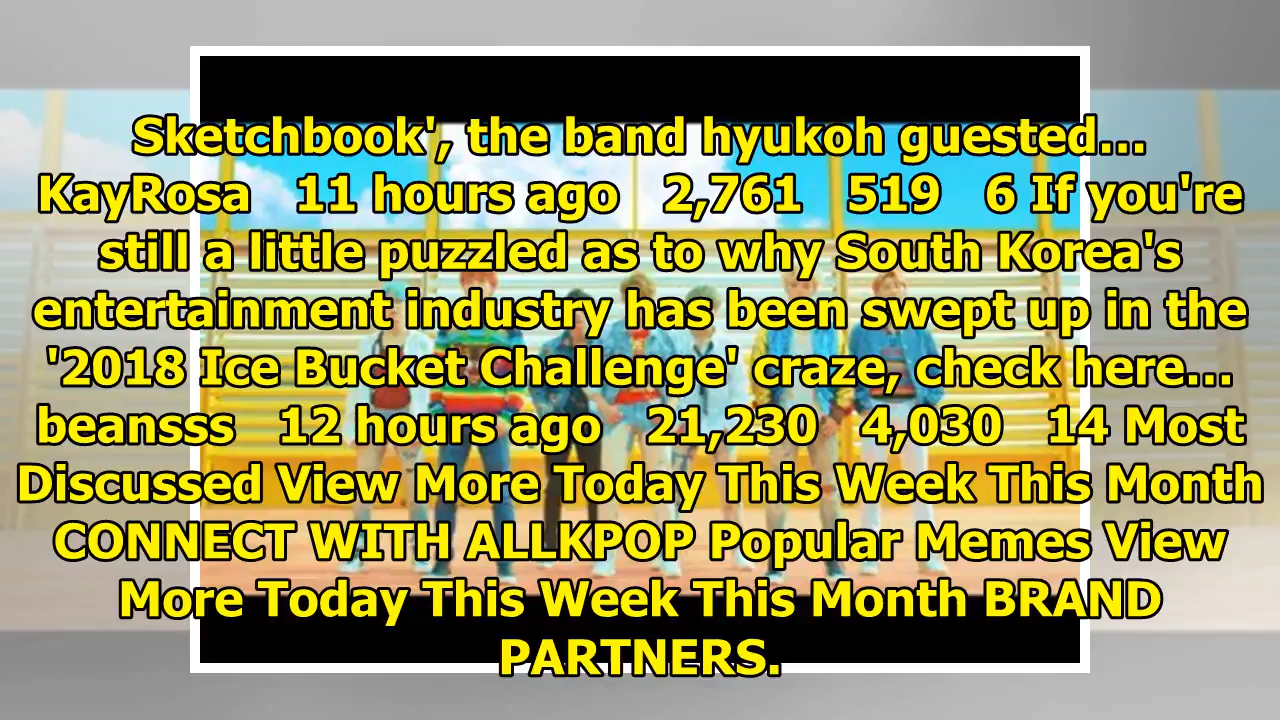 Sketchbook', the band hyukoh guested...
KayRosa 11 hours ago 2,761 519 6 If you're
still a little puzzled as to why South Korea's
entertainment industry has been swept up in the
'2018 Ice Bucket Challenge' craze, check here...
beansss 12 hours ago 21,230 4,030 14 Most
Discussed View More Today This Week This Month
CONNECT WITH ALLKPOP Popular Memes View
More Today This Week This Month BRAND
PARTNERS.